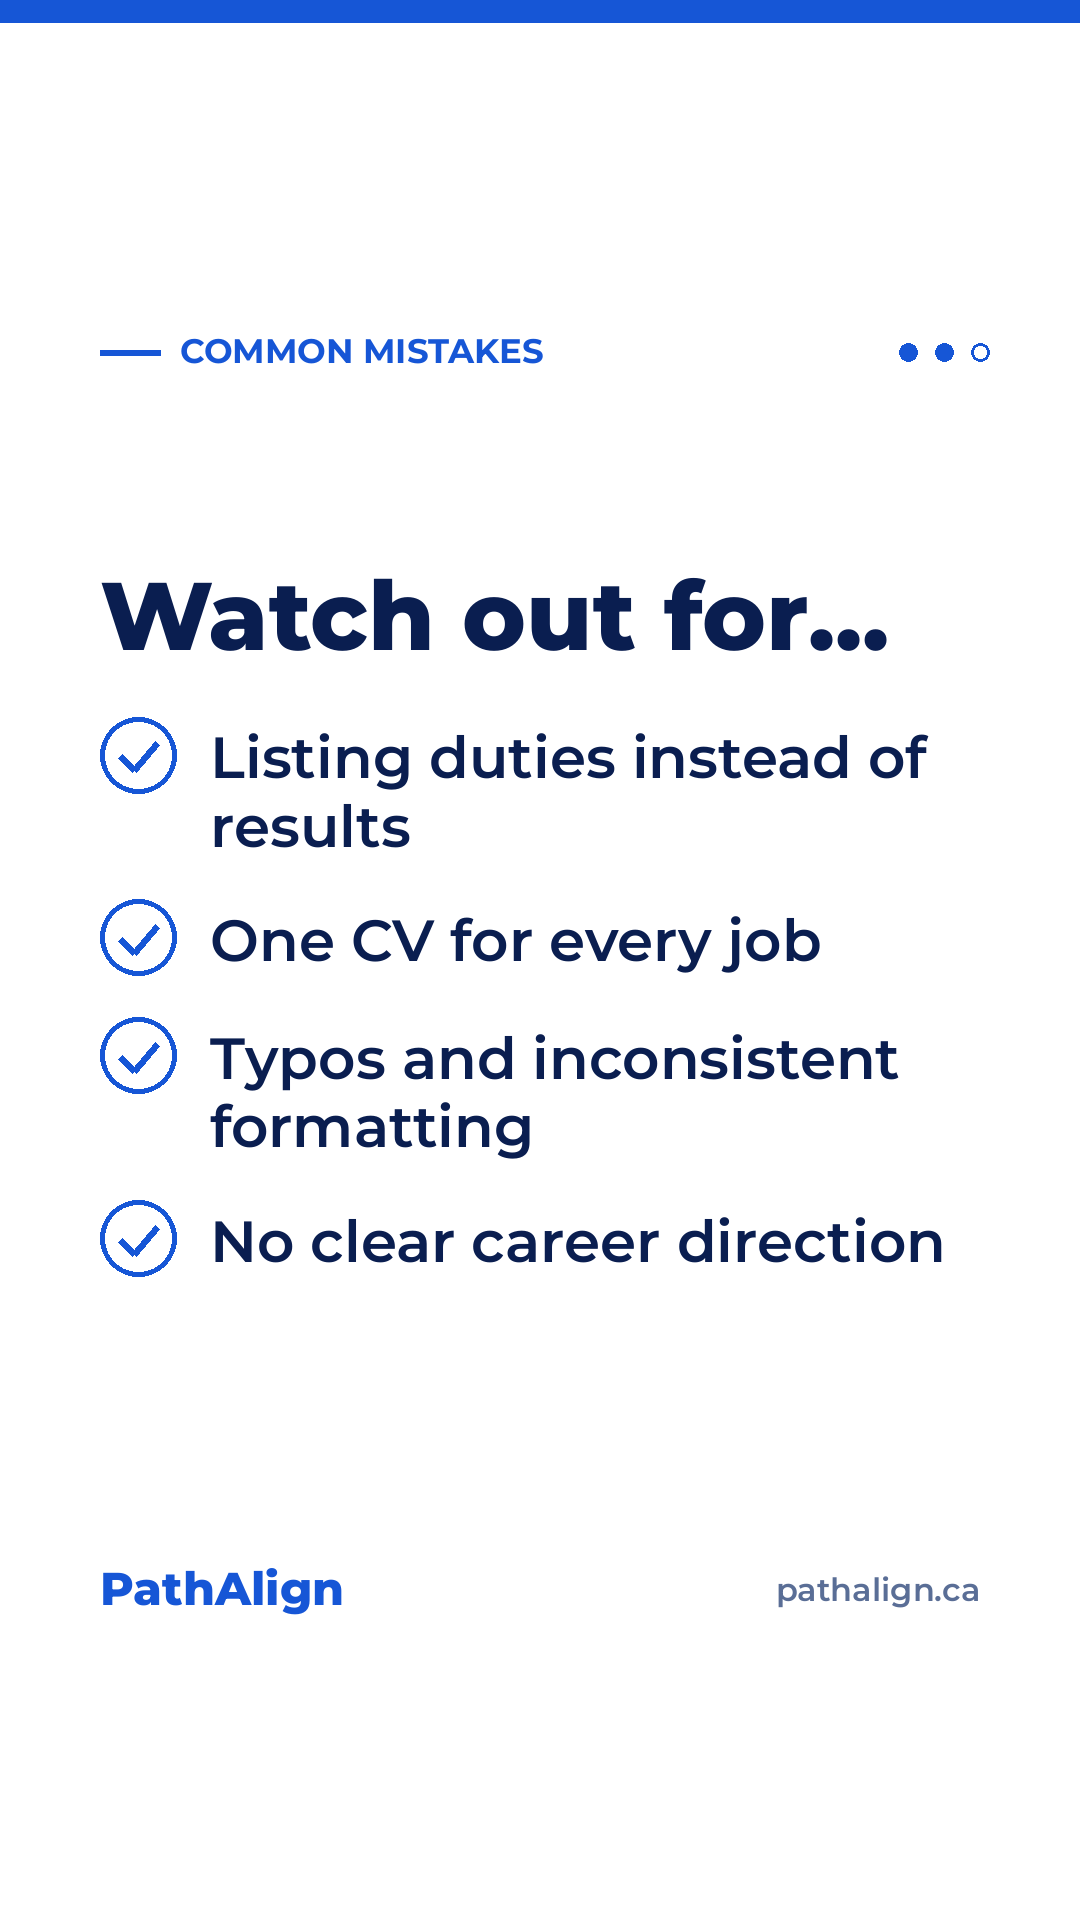 COMMON MISTAKES
Watch out for...
Listing duties instead of
results
One CV for every job
Typos and inconsistent
formatting
No clear career direction
PathAlign
pathalign.ca